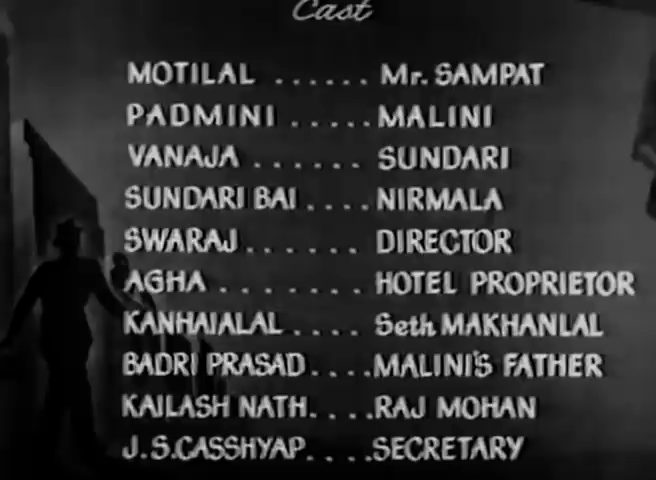 Cast
MOTILAL ...... Mr. SAMPAT
PADMINI ..... MALINI
VANAJA ...... SUNDARI
SUNDARI BAI .... NIRMALA
SWARAJ ...... DIRECTOR
AGHA ....... HOTEL PROPRIETOR
KANHAIALAL .... Seth MAKHANLAL
BADRI PRASAD .... MALINI'S FATHER
KAILASH NATH .... RAJ MOHAN
J.S.CASSHYAP .... SECRETARY